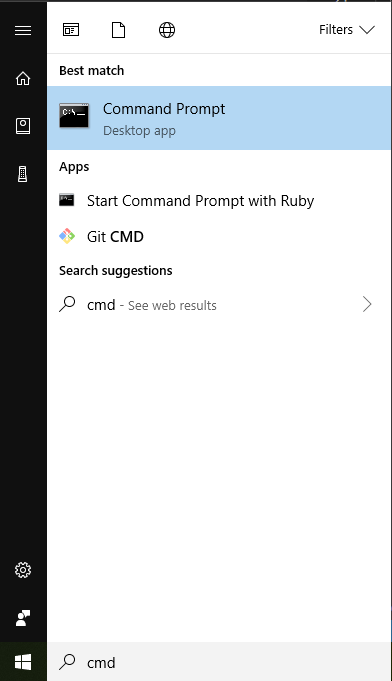 Filters
Best match
C:\_
Command Prompt
Desktop app
Apps
Start Command Prompt with Ruby
Git CMD
Search suggestions
cmd - See web results
cmd